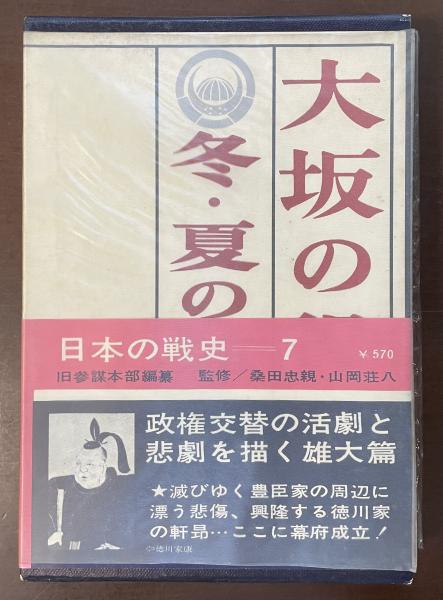 大坂の
冬・夏の
日本の戦史＝7
¥570
旧参謀本部編纂 監修/桑田忠親・山岡荘八
政権交替の活劇と
悲劇を描く雄大篇
★滅びゆく豊臣家の周辺に
漂う悲傷、興隆する徳川家
の軒昂…ここに幕府成立!
⇨徳川家康